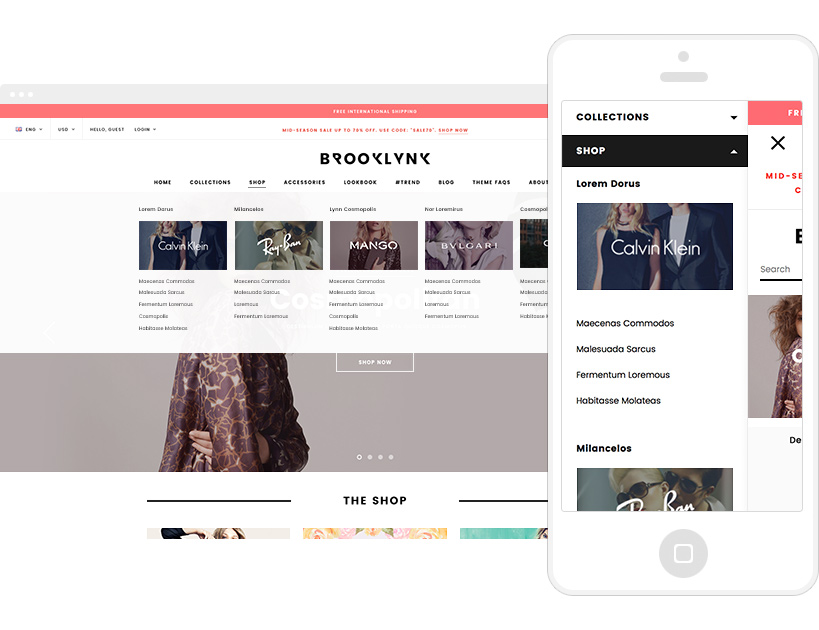 FREE INTERNATIONAL SHIPPING
ENG USD HELLO, GUEST LOGIN
MID-SEASON SALE UP TO 70% OFF. USE CODE: "SALE70". SHOP NOW
BROOKLYNK
HOME COLLECTIONS SHOP ACCESSORIES LOOKBOOK #TREND BLOG THEME FAQS ABOUT
Lorem Dorus Milancelos Lynn Cosmopolis Nor Loremirus Cosmopol
Calvin Klein Ray-Ban MANGO BVLGARI C
Maecenas Commodos Maecenas Commodos Maecenas Commodos Maecenas Commodos Maecenas
Malesuada Sarcus Malesuada Sarcus Malesuada Sarcus Malesuada Sarcus Malesuada
Fermentum Loremous Loremous Fermentum Loremous Loremous Fermentum
Cosmopolis Fermentum Loremous Cosmopolis Fermentum Loremous Habitasse
Habitasse Molateas Habitasse Molateas
SHOP NOW
THE SHOP
COLLECTIONS
SHOP
Lorem Dorus
Calvin Klein
Maecenas Commodos
Malesuada Sarcus
Fermentum Loremous
Habitasse Molateas
Milancelos
Ray-Ban
FRE
MID-SE
C
B
Search
De